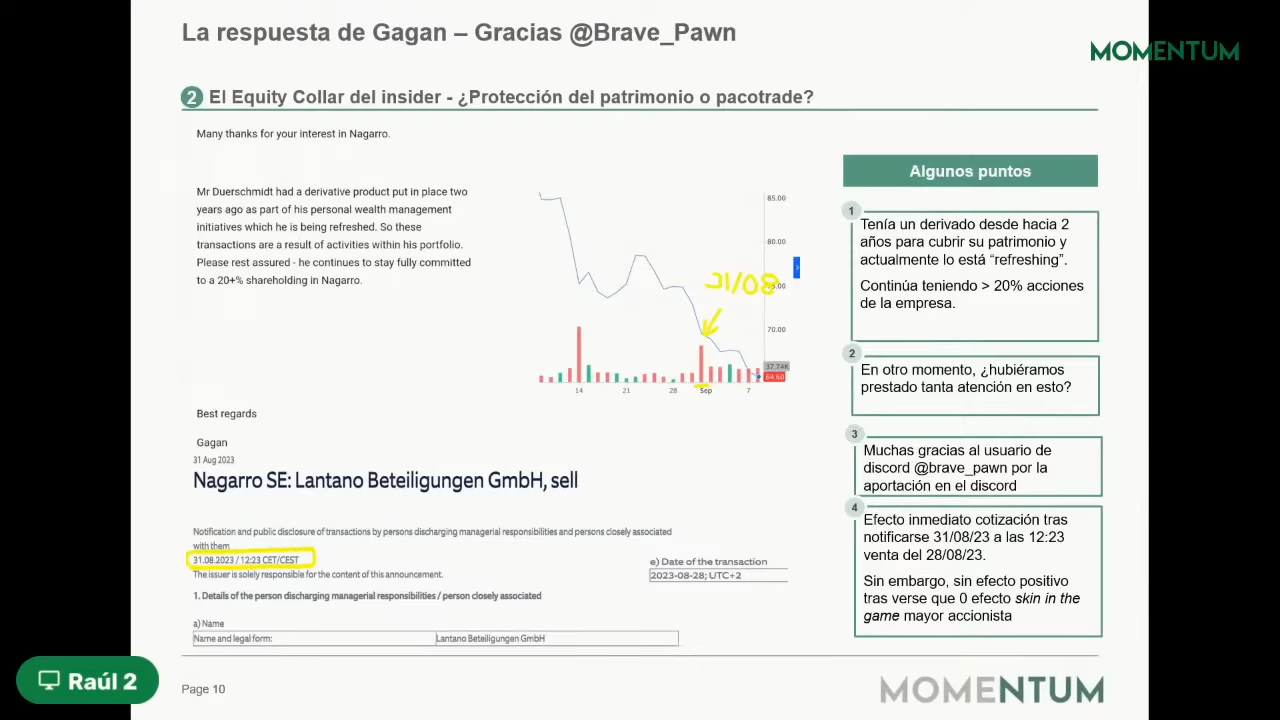 La respuesta de Gagan – Gracias @Brave_Pawn
MOMENTUM
2 El Equity Collar del insider - ¿Protección del patrimonio o pacotrade?
Many thanks for your interest in Nagarro.
Mr Duerschmidt had a derivative product put in place two
years ago as part of his personal wealth management
initiatives which he is being refreshed. So these
transactions are a result of activities within his portfolio.
Please rest assured - he continues to stay fully committed
to a 20+% shareholding in Nagarro.
85.00
80.00
75.00
70.00
37.74K
64.60
31/08
14 21 28 Sep 7
Best regards
Gagan
31 Aug 2023
Nagarro SE: Lantano Beteiligungen GmbH, sell
Notification and public disclosure of transactions by persons discharging managerial responsibilities and persons closely associated
with them
31.08.2023 / 12:23 CET/CEST
The issuer is solely responsible for the content of this announcement.
e) Date of the transaction
2023-08-28; UTC+2
1. Details of the person discharging managerial responsibilities / person closely associated
a) Name
Name and legal form: Lantano Beteiligungen GmbH
Algunos puntos
1
Tenía un derivado desde hacia 2
años para cubrir su patrimonio y
actualmente lo está “refreshing”.
Continúa teniendo > 20% acciones
de la empresa.
2
En otro momento, ¿hubiéramos
prestado tanta atención en esto?
3
Muchas gracias al usuario de
discord @brave_pawn por la
aportación en el discord
4
Efecto inmediato cotización tras
notificarse 31/08/23 a las 12:23
venta del 28/08/23.
Sin embargo, sin efecto positivo
tras verse que 0 efecto skin in the
game mayor accionista
Raúl 2
Page 10
MOMENTUM